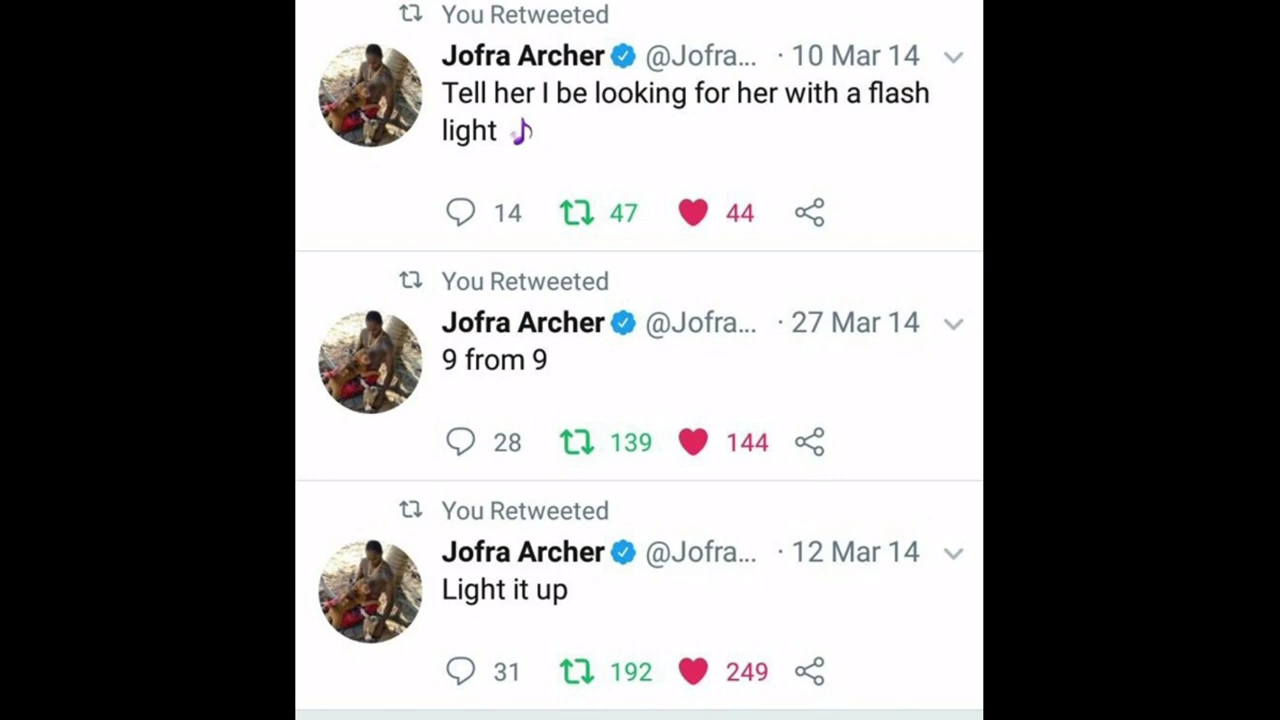 You Retweeted
Jofra Archer @Jofra... · 10 Mar 14
Tell her I be looking for her with a flash
light 🎵
14 47 44
You Retweeted
Jofra Archer @Jofra... · 27 Mar 14
9 from 9
28 139 144
You Retweeted
Jofra Archer @Jofra... · 12 Mar 14
Light it up
31 192 249